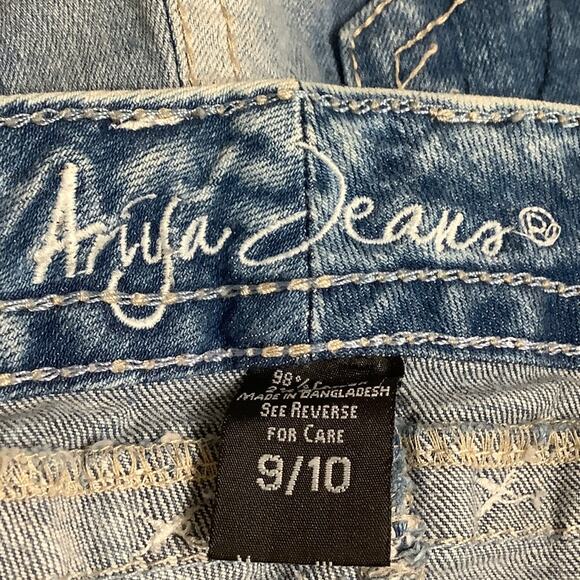 Ariya Jeans®
98%
MADE IN BANGLADESH
SEE REVERSE
FOR CARE
9/10